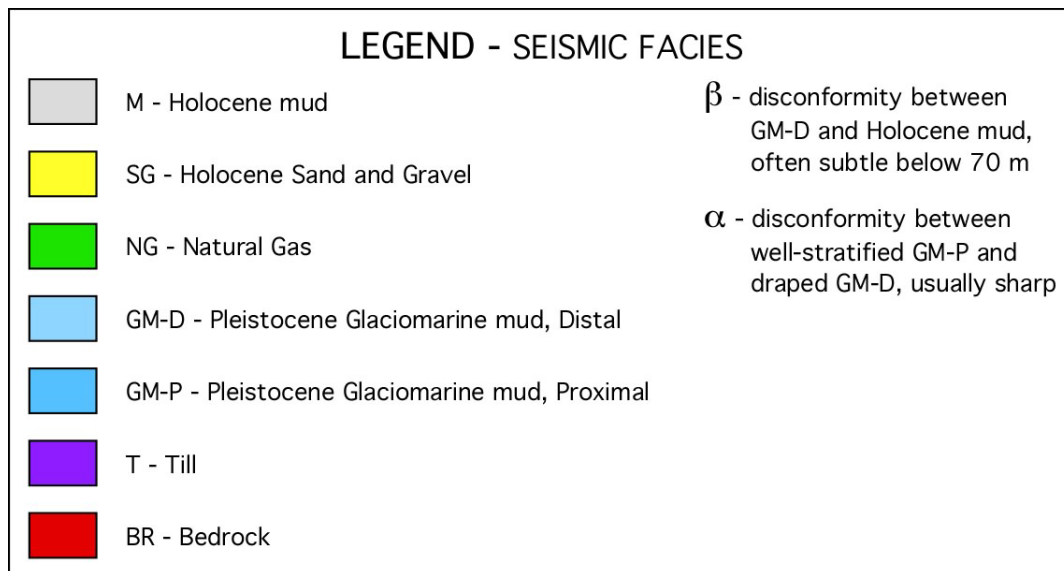 LEGEND - SEISMIC FACIES
M - Holocene mud
SG - Holocene Sand and Gravel
NG - Natural Gas
GM-D - Pleistocene Glaciomarine mud, Distal
GM-P - Pleistocene Glaciomarine mud, Proximal
T - Till
BR - Bedrock
β - disconformity between
GM-D and Holocene mud,
often subtle below 70 m
α - disconformity between
well-stratified GM-P and
draped GM-D, usually sharp